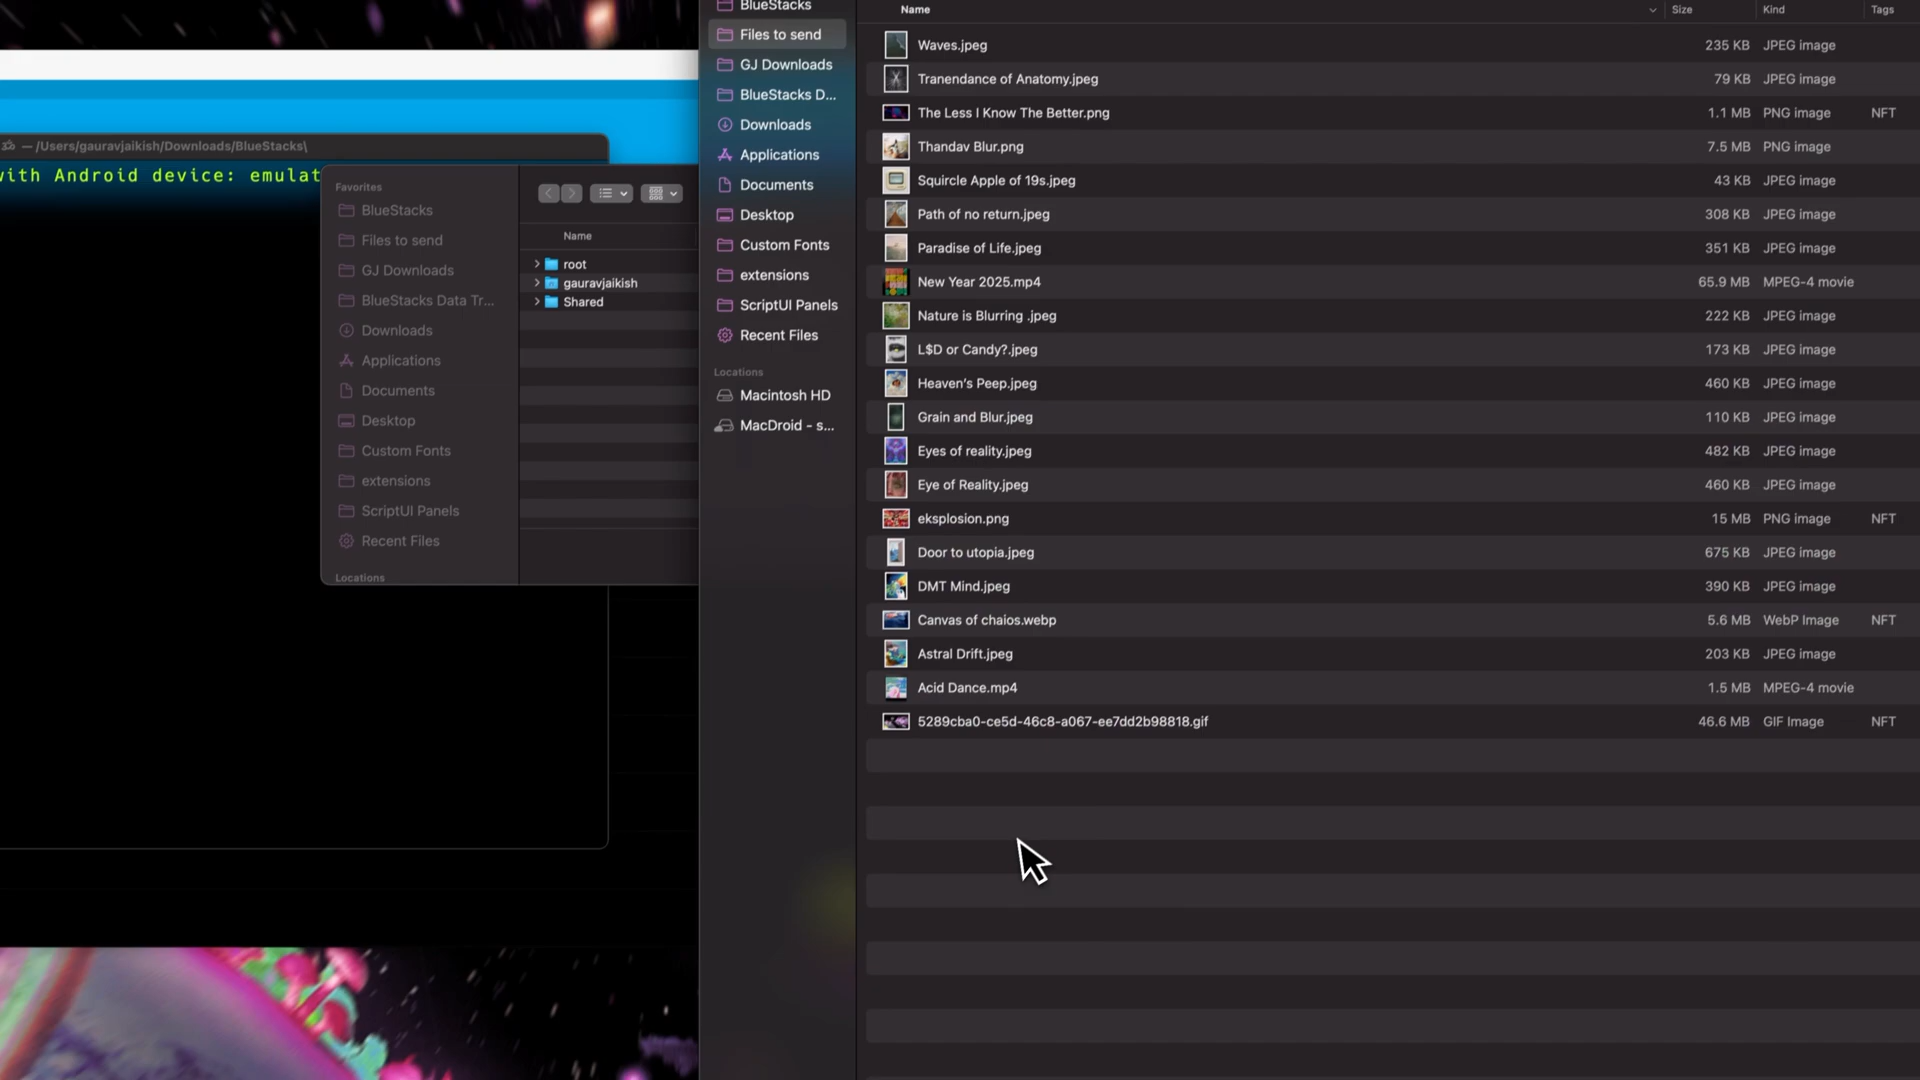 — /Users/gauravjaikish/Downloads/BlueStacks\
with Android device: emulat
Favorites
BlueStacks
Files to send
GJ Downloads
BlueStacks Data Tr...
Downloads
Applications
Documents
Desktop
Custom Fonts
extensions
ScriptUI Panels
Recent Files
Locations
Name
root
gauravjaikish
Shared
BlueStacks
Files to send
GJ Downloads
BlueStacks D...
Downloads
Applications
Documents
Desktop
Custom Fonts
extensions
ScriptUI Panels
Recent Files
Locations
Macintosh HD
MacDroid - s...
Name Size Kind Tags
Waves.jpeg 235 KB JPEG image
Tranendance of Anatomy.jpeg 79 KB JPEG image
The Less I Know The Better.png 1.1 MB PNG image NFT
Thandav Blur.png 7.5 MB PNG image
Squircle Apple of 19s.jpeg 43 KB JPEG image
Path of no return.jpeg 308 KB JPEG image
Paradise of Life.jpeg 351 KB JPEG image
New Year 2025.mp4 65.9 MB MPEG-4 movie
Nature is Blurring .jpeg 222 KB JPEG image
L$D or Candy?.jpeg 173 KB JPEG image
Heaven’s Peep.jpeg 460 KB JPEG image
Grain and Blur.jpeg 110 KB JPEG image
Eyes of reality.jpeg 482 KB JPEG image
Eye of Reality.jpeg 460 KB JPEG image
eksplosion.png 15 MB PNG image NFT
Door to utopia.jpeg 675 KB JPEG image
DMT Mind.jpeg 390 KB JPEG image
Canvas of chaios.webp 5.6 MB WebP Image NFT
Astral Drift.jpeg 203 KB JPEG image
Acid Dance.mp4 1.5 MB MPEG-4 movie
5289cba0-ce5d-46c8-a067-ee7dd2b98818.gif 46.6 MB GIF Image NFT